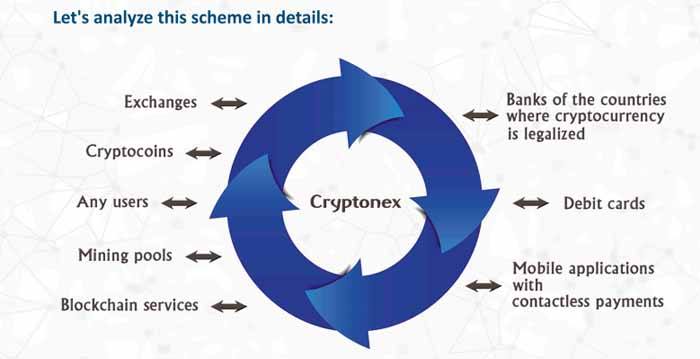 Let's analyze this scheme in details:
Exchanges
Cryptocoins
Any users
Mining pools
Blockchain services
Cryptonex
Banks of the countries
where cryptocurrency
is legalized
Debit cards
Mobile applications
with
contactless payments